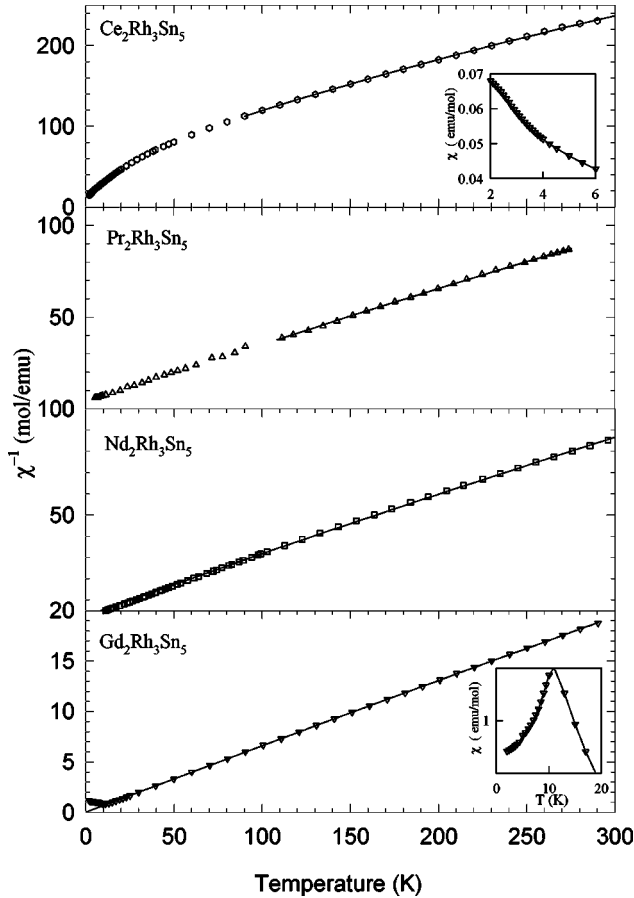 Ce₂Rh₃Sn₅
200
100
0
χ ( emu/mol)
0.07
0.06
0.05
0.04
2 4 6
100
Pr₂Rh₃Sn₅
50
100
Nd₂Rh₃Sn₅
50
20
Gd₂Rh₃Sn₅
15
10
5
0
χ ( emu/mol)
1
0 10 20
T (K)
0 50 100 150 200 250 300
Temperature (K)
χ⁻¹ (mol/emu)